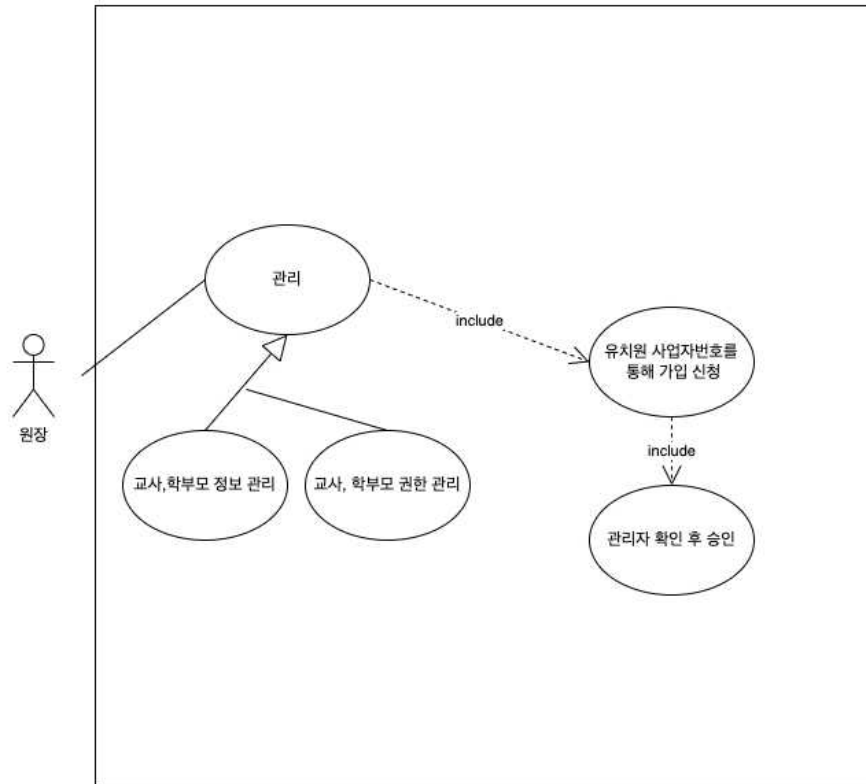 관리
include
유치원 사업자번호를
통해 가입 신청
원장
include
교사,학부모 정보 관리
교사, 학부모 권한 관리
관리자 확인 후 승인